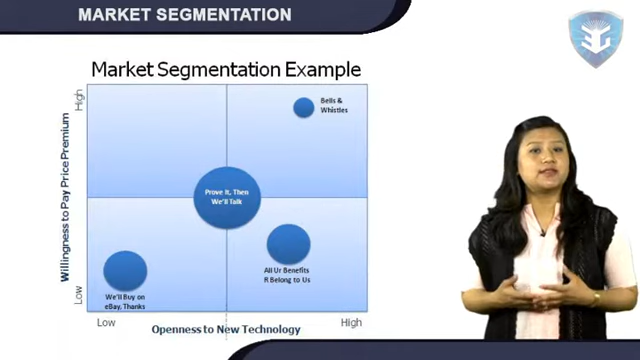 MARKET SEGMENTATION
Market Segmentation Example
High
Willingness to Pay Price Premium
Low
Bells &
Whistles
Prove It, Then
We'll Talk
All Ur Benefits
R Belong to Us
We'll Buy on
eBay, Thanks
Low
High
Openness to New Technology